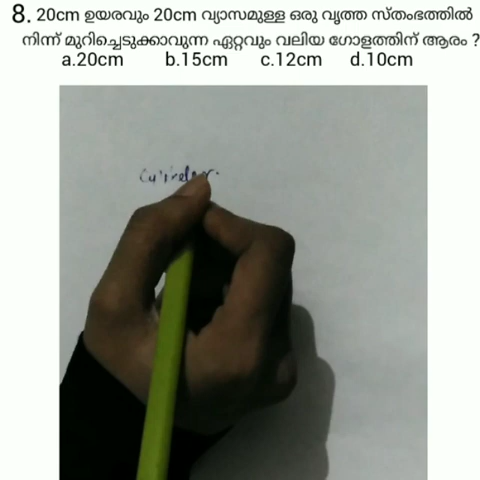 8. 20cm ഉയരവും 20cm വ്യാസമുള്ള ഒരു വൃത്ത സ്തംഭത്തിൽ
നിന്ന് മുറിച്ചെടുക്കാവുന്ന ഏറ്റവും വലിയ ഗോളത്തിന് ആരം ?
a.20cm b.15cm c.12cm d.10cm